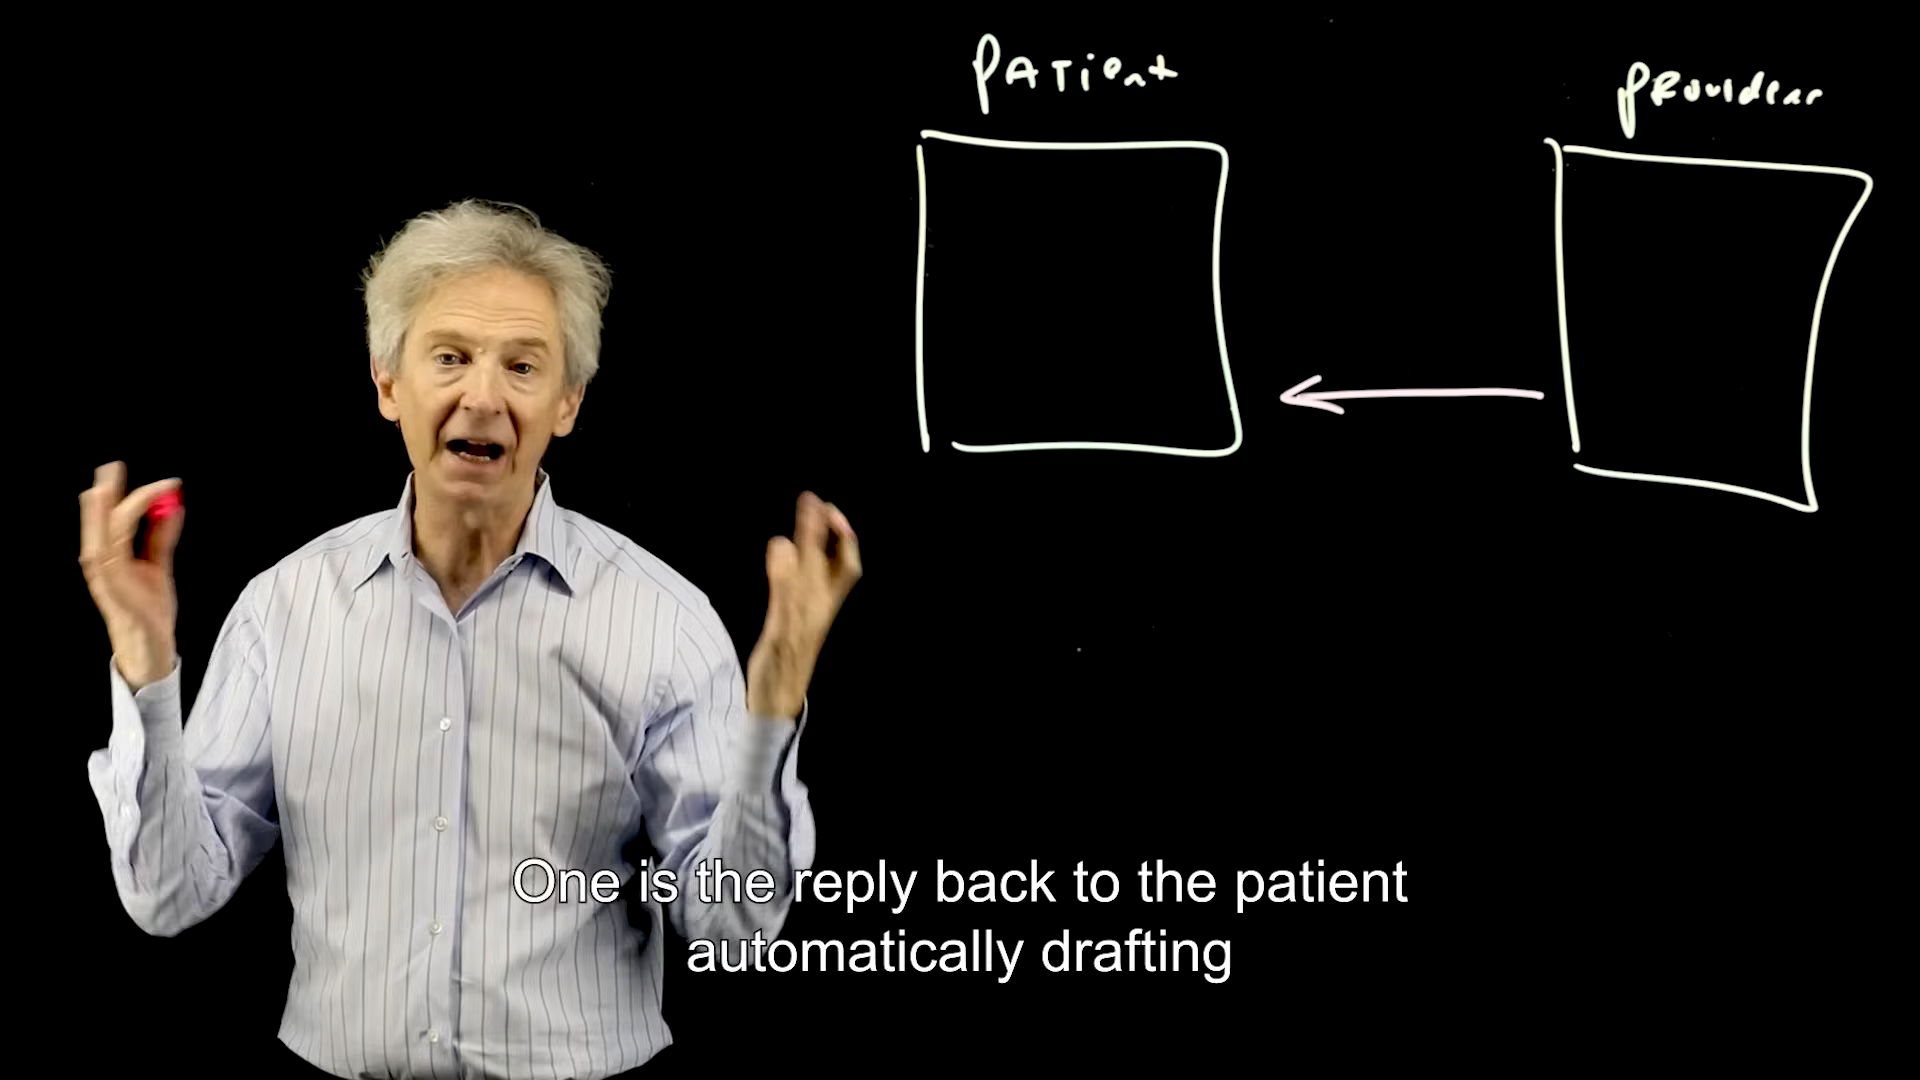 Patient
Provider
One is the reply back to the patient
automatically drafting